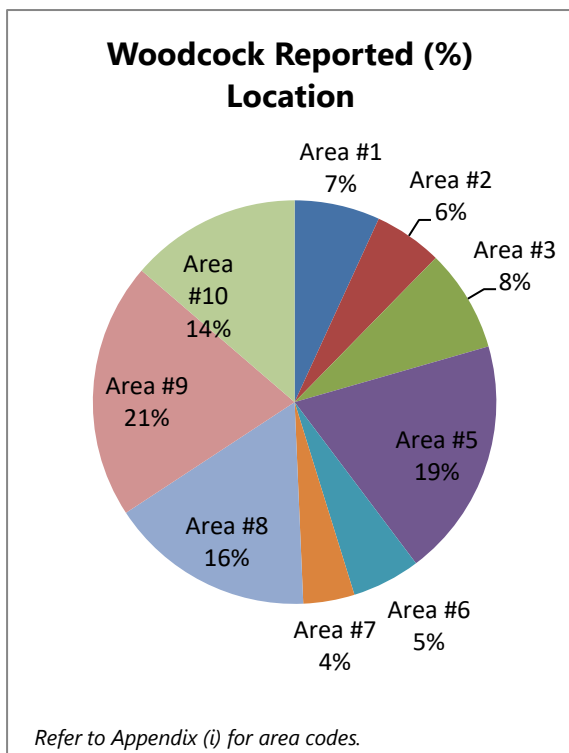 Woodcock Reported (%)
Location
Area #1
7%
Area #2
6%
Area #3
8%
Area #5
19%
Area #6
5%
Area #7
4%
Area #8
16%
Area #9
21%
Area
#10
14%
Refer to Appendix (i) for area codes.